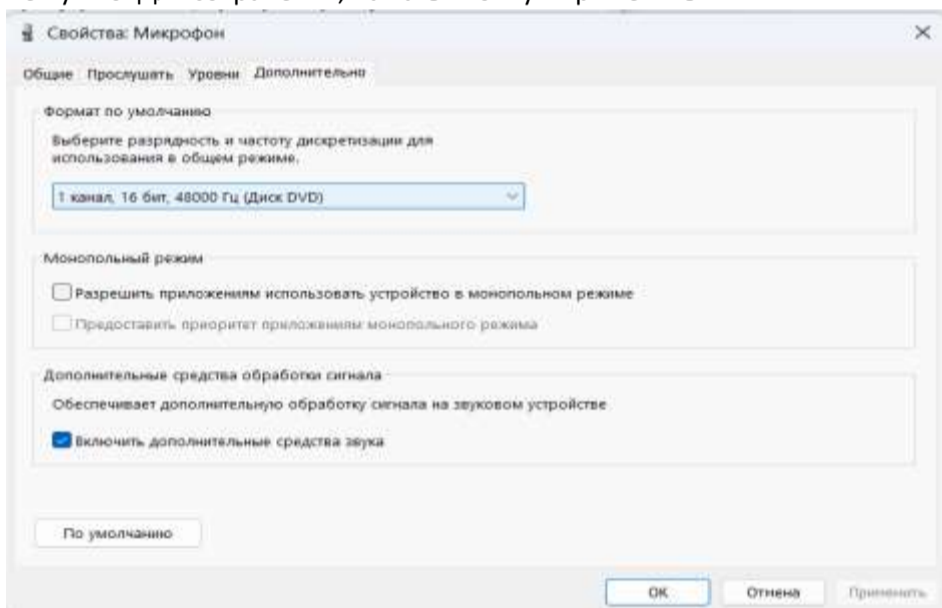 Свойства: Микрофон
Общие Прослушать Уровни Дополнительно
Формат по умолчанию
Выберите разрядность и частоту дискретизации для
использования в общем режиме.
1 канал, 16 бит, 48000 Гц (Диск DVD)
Монопольный режим
Разрешить приложениям использовать устройство в монопольном режиме
Предоставить приоритет приложениям монопольного режима
Дополнительные средства обработки сигнала
Обеспечивает дополнительную обработку сигнала на звуковом устройстве
Включить дополнительные средства звука
По умолчанию
ОК Отмена Применить